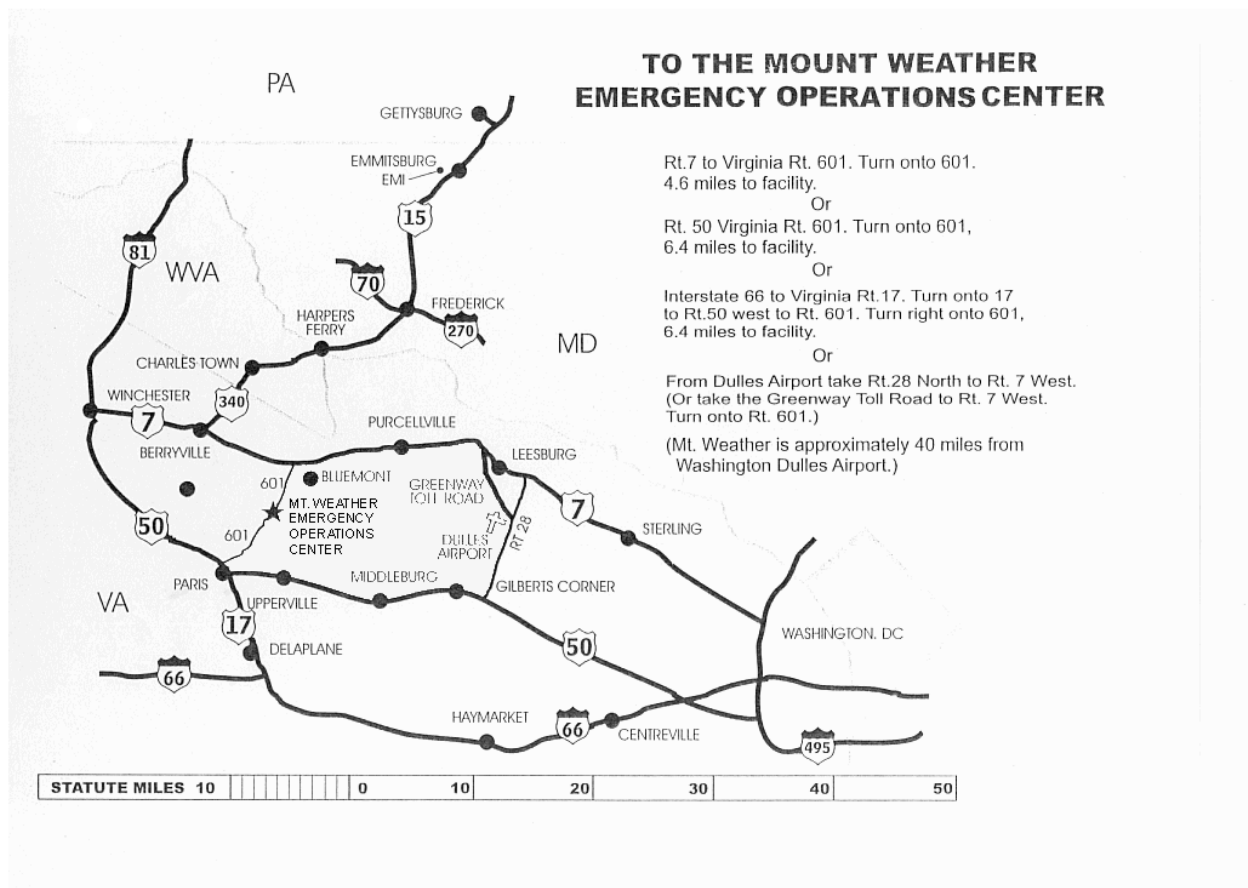 TO THE MOUNT WEATHER
EMERGENCY OPERATIONS CENTER
Rt.7 to Virginia Rt. 601. Turn onto 601.
4.6 miles to facility.
Or
Rt. 50 Virginia Rt. 601. Turn onto 601,
6.4 miles to facility.
Or
Interstate 66 to Virginia Rt.17. Turn onto 17
to Rt.50 west to Rt. 601. Turn right onto 601,
6.4 miles to facility.
Or
From Dulles Airport take Rt.28 North to Rt. 7 West.
(Or take the Greenway Toll Road to Rt. 7 West.
Turn onto Rt. 601.)
(Mt. Weather is approximately 40 miles from
Washington Dulles Airport.)
PA
GETTYSBURG
EMMITSBURG
EMI
15
81
WVA
70
FREDERICK
270
HARPERS
FERRY
MD
CHARLES TOWN
340
WINCHESTER
7
BERRYVILLE
PURCELLVILLE
LEESBURG
BLUEMONT
601
GREENWAY
TOLL ROAD
7
MT. WEATHER
EMERGENCY
OPERATIONS
CENTER
50
601
STERLING
DULLES
AIRPORT
RT 28
PARIS
MIDDLEBURG
GILBERTS CORNER
VA
UPPERVILLE
17
DELAPLANE
50
WASHINGTON. DC
66
HAYMARKET
66
CENTREVILLE
495
STATUTE MILES 10 0 10 20 30 40 50